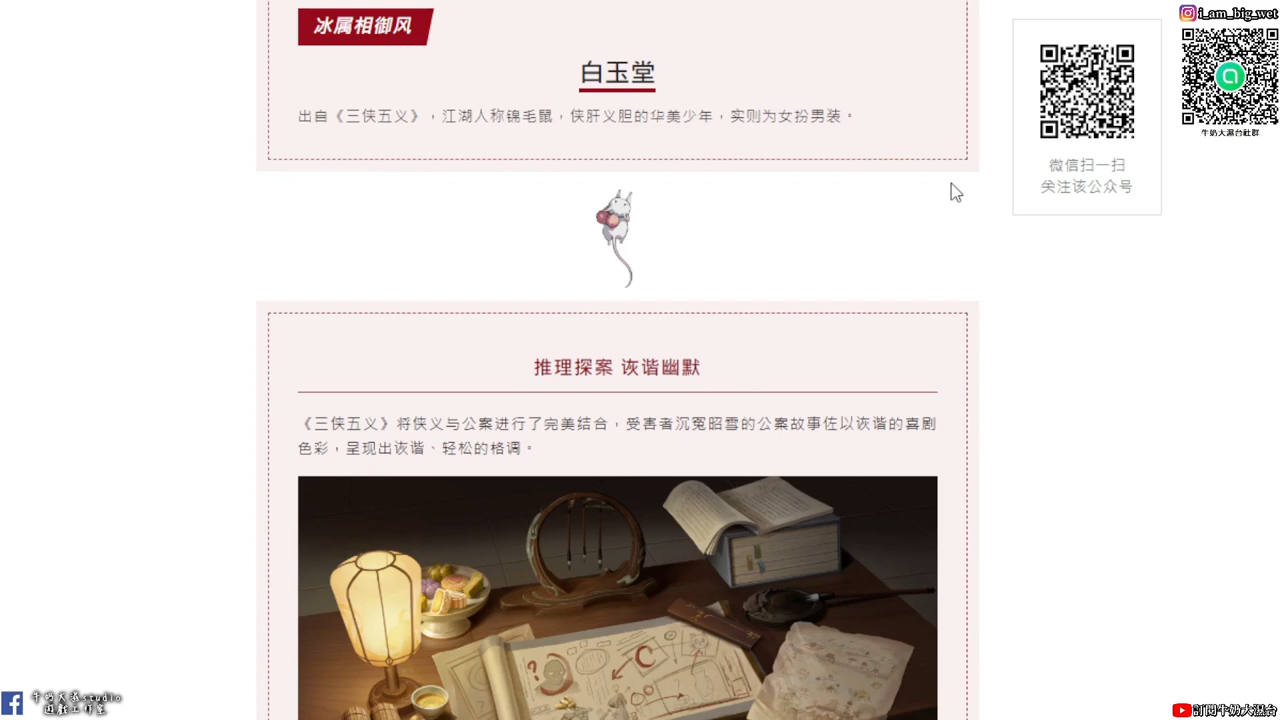 冰属相御风
白玉堂
出自《三侠五义》，江湖人称锦毛鼠，侠肝义胆的华美少年，实则为女扮男装。
推理探案 诙谐幽默
《三侠五义》将侠义与公案进行了完美结合，受害者沉冤昭雪的公案故事佐以诙谐的喜剧
色彩，呈现出诙谐、轻松的格调。
微信扫一扫
关注该公众号
i_am_big_wet
牛奶大濕台社群
牛奶大濕studio
遊戲工作室
訂閱牛奶大濕台